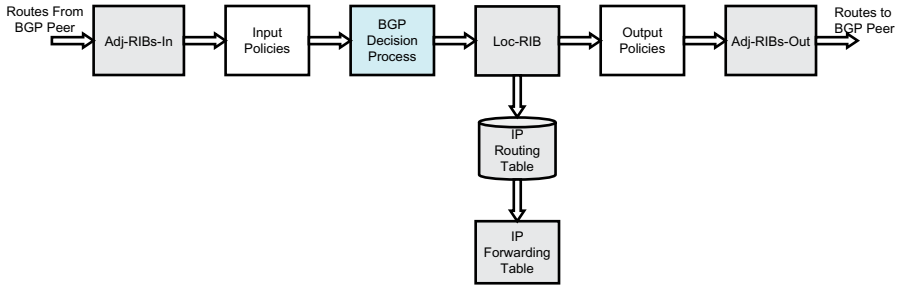 Routes From
BGP Peer
Adj-RIBs-In
Input
Policies
BGP
Decision
Process
Loc-RIB
Output
Policies
Adj-RIBs-Out
Routes to
BGP Peer
IP
Routing
Table
IP
Forwarding
Table